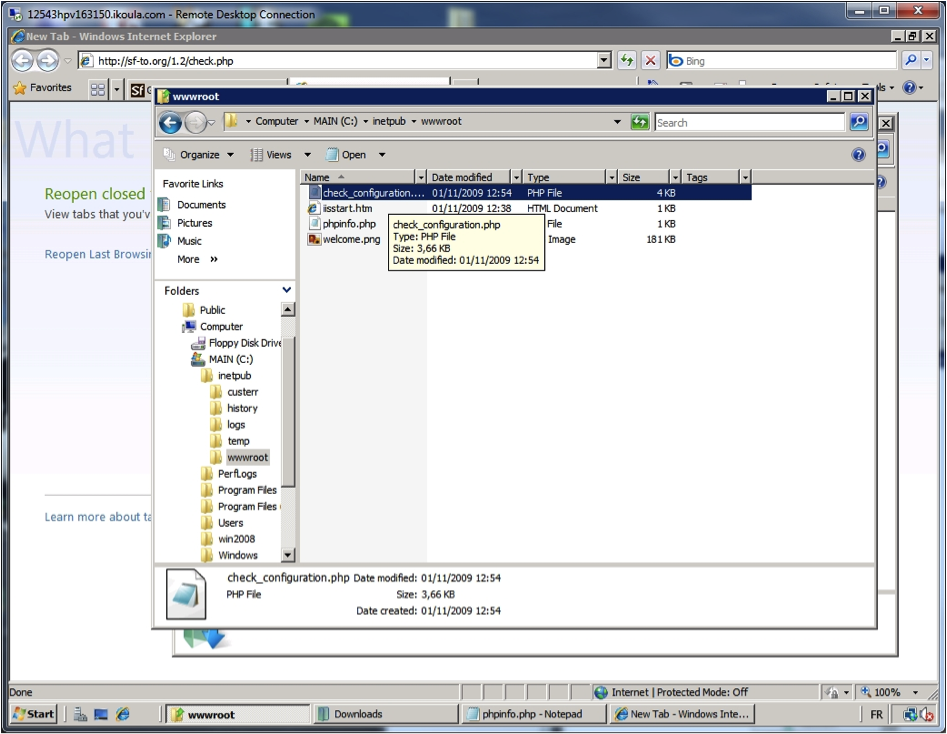 12543hpv163150.ikoula.com - Remote Desktop Connection
New Tab - Windows Internet Explorer
http://sf-to.org/1.2/check.php
Bing
Favorites
Sf
What
Reopen closed
View tabs that you'v
Reopen Last Browsin
Learn more about ta
wwwroot
Computer MAIN (C:) inetpub wwwroot
Search
Organize Views Open
Favorite Links
Documents
Pictures
Music
More »
Folders
Public
Computer
Floppy Disk Drive
MAIN (C:)
inetpub
custerr
history
logs
temp
wwwroot
PerfLogs
Program Files
Program Files
Users
win2008
Windows
Name Date modified Type Size Tags
check_configuration.... 01/11/2009 12:54 PHP File 4 KB
iisstart.htm 01/11/2009 12:38 HTML Document 1 KB
phpinfo.php File 1 KB
welcome.png Image 181 KB
check_configuration.php
Type: PHP File
Size: 3,66 KB
Date modified: 01/11/2009 12:54
check_configuration.php Date modified: 01/11/2009 12:54
PHP File Size: 3,66 KB
Date created: 01/11/2009 12:54
Done Internet | Protected Mode: Off 100%
Start wwwroot Downloads phpinfo.php - Notepad New Tab - Windows Inte... FR